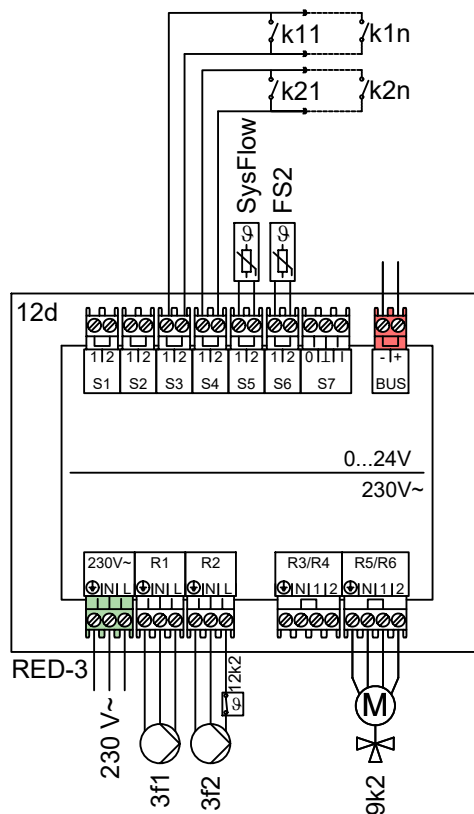 k11 k1n
k21 k2n
SysFlow
FS2
ϑ ϑ
12d
1 2 1 2 1 2 1 2 1 2 1 2 0 ⊥ I - +
S1 S2 S3 S4 S5 S6 S7 BUS
0...24V
230V~
230V~ R1 R2 R3/R4 R5/R6
N L N L N L N 1 2 N 1 2
RED-3
12k2
ϑ
230 V~
3f1
3f2
M
9k2